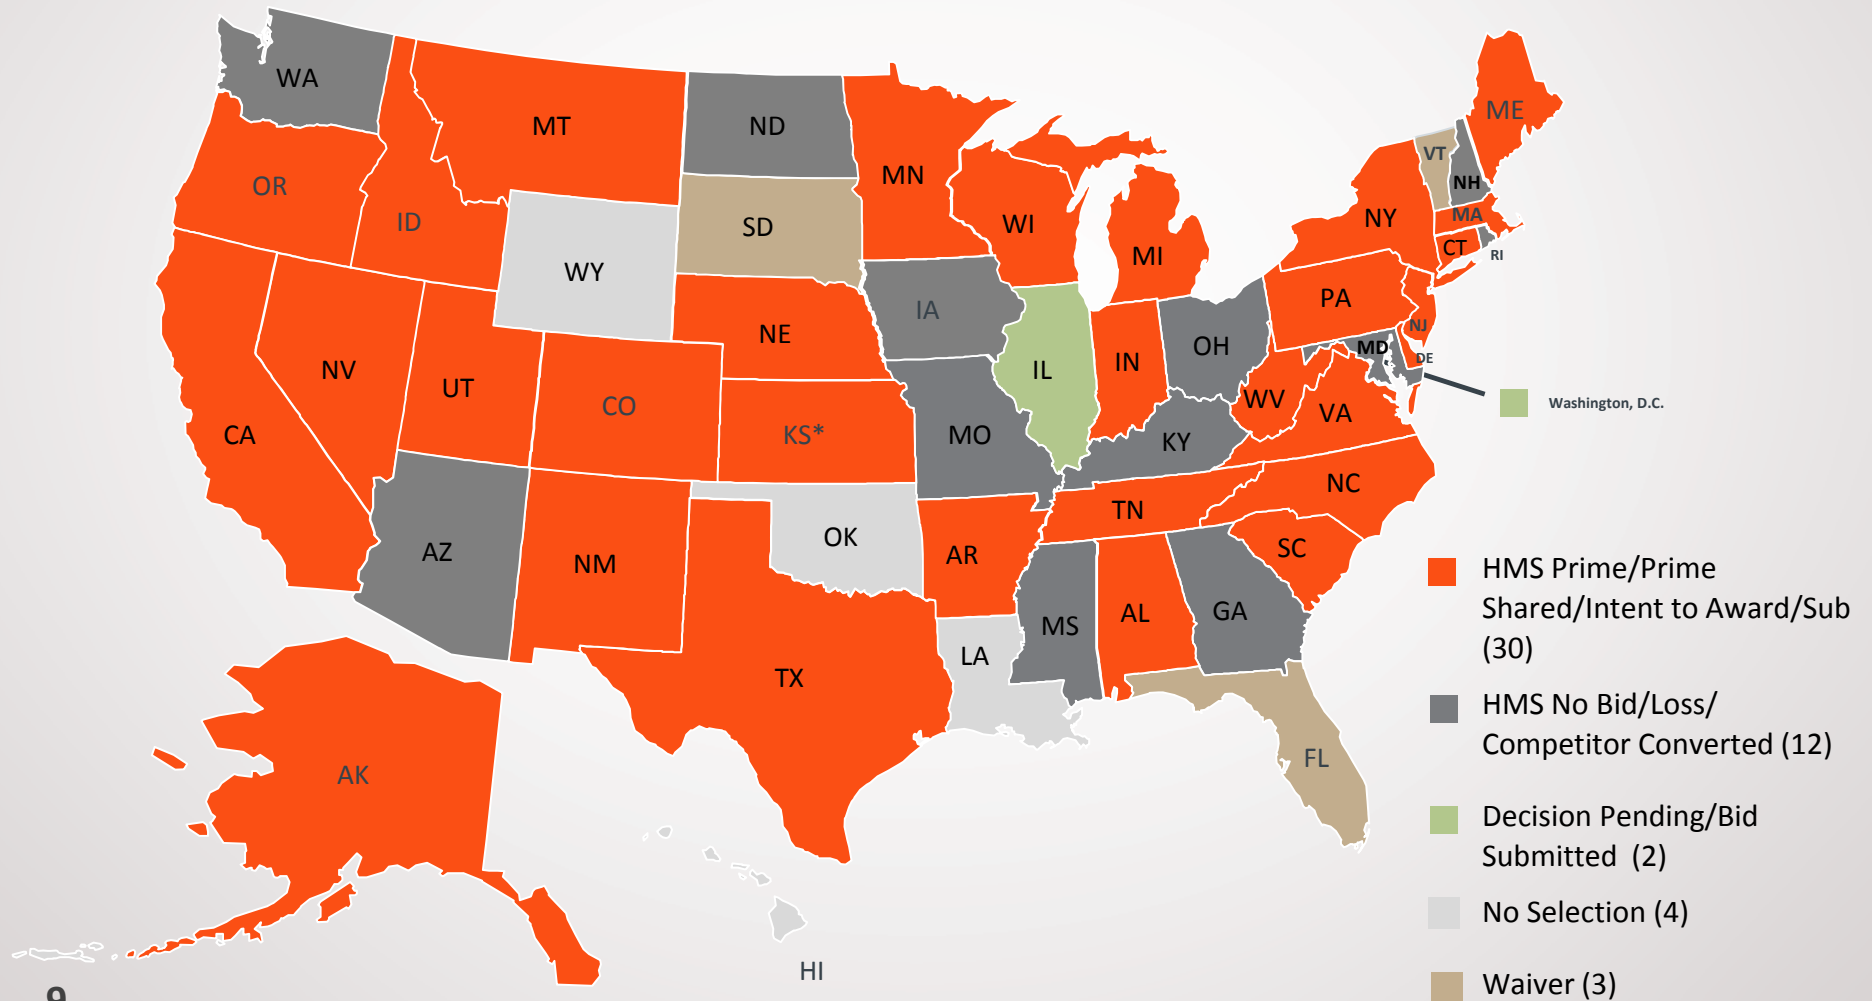 WA
MT
ND
MN
ME
OR
ID
SD
WI
MI
NY
VT
NH
MA
CT
RI
WY
IA
NE
PA
NJ
OH
MD
DE
IL
IN
NV
UT
CO
KS*
MO
WV
VA
KY
CA
Washington, D.C.
NC
TN
OK
AR
SC
AZ
NM
MS
AL
GA
LA
TX
FL
AK
HI
HMS Prime/Prime
Shared/Intent to Award/Sub
(30)
HMS No Bid/Loss/
Competitor Converted (12)
Decision Pending/Bid
Submitted (2)
No Selection (4)
Waiver (3)
9